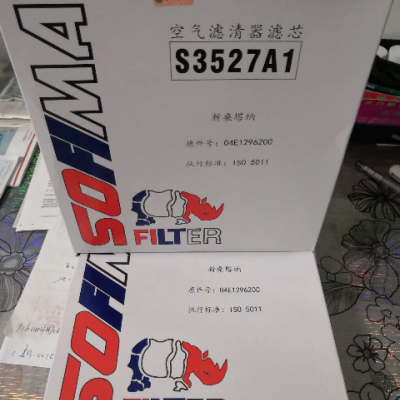 SOFIMA
空气滤清器滤芯
S3527A1
新桑塔纳
原件号: 04E129620C
执行标准: ISO 5011
FILTER
SOFIMA
新桑塔纳
原件号: 04E129620C
执行标准: ISO 5011
FILTER